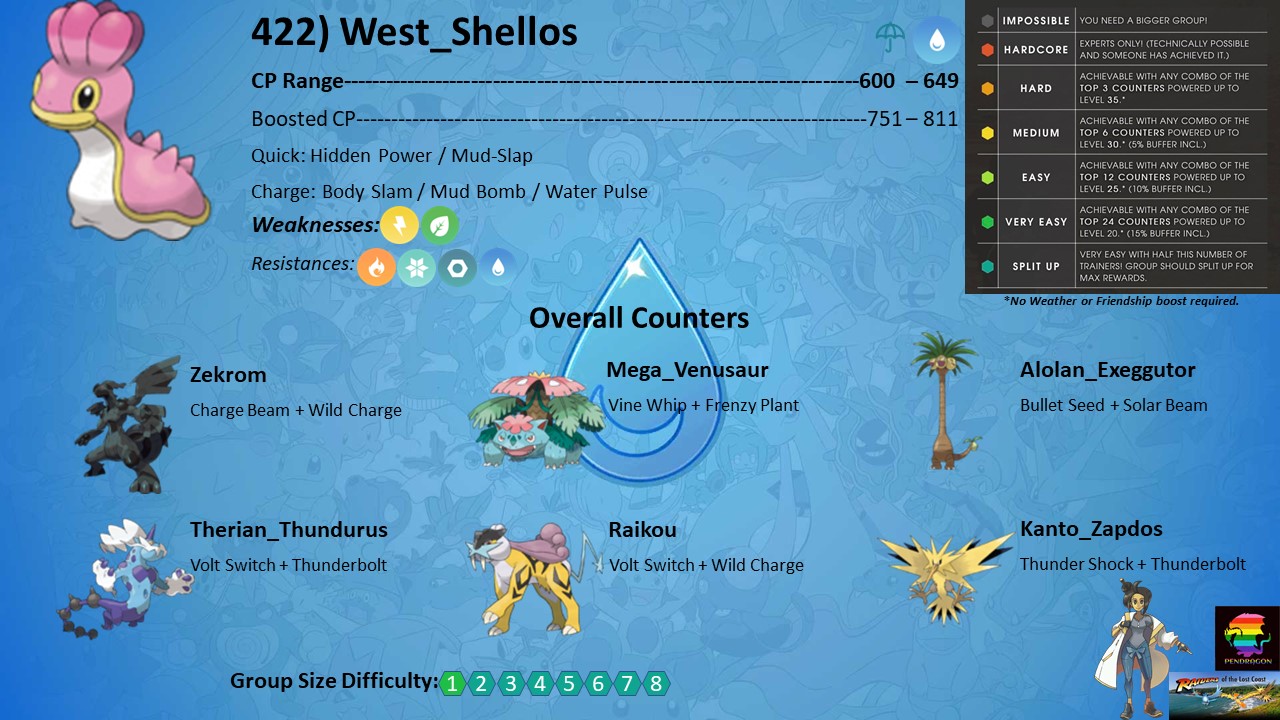 422) West_Shellos
CP Range---600 – 649
Boosted CP---751 – 811
Quick: Hidden Power / Mud-Slap
Charge: Body Slam / Mud Bomb / Water Pulse
Weaknesses:
Resistances:
IMPOSSIBLE YOU NEED A BIGGER GROUP!
HARDCORE EXPERTS ONLY! (TECHNICALLY POSSIBLE
AND SOMEONE HAS ACHIEVED IT.)
HARD ACHIEVABLE WITH ANY COMBO OF THE
TOP 3 COUNTERS POWERED UP TO
LEVEL 35.*
MEDIUM ACHIEVABLE WITH ANY COMBO OF THE
TOP 6 COUNTERS POWERED UP TO
LEVEL 30.* (5% BUFFER INCL.)
EASY ACHIEVABLE WITH ANY COMBO OF THE
TOP 12 COUNTERS POWERED UP TO
LEVEL 25.* (10% BUFFER INCL.)
VERY EASY ACHIEVABLE WITH ANY COMBO OF THE
TOP 24 COUNTERS POWERED UP TO
LEVEL 20.* (15% BUFFER INCL.)
SPLIT UP VERY EASY WITH HALF THIS NUMBER OF
TRAINERS! GROUP SHOULD SPLIT UP FOR
MAX REWARDS.
*No Weather or Friendship boost required.
Overall Counters
Zekrom
Charge Beam + Wild Charge
Mega_Venusaur
Vine Whip + Frenzy Plant
Alolan_Exeggutor
Bullet Seed + Solar Beam
Therian_Thundurus
Volt Switch + Thunderbolt
Raikou
Volt Switch + Wild Charge
Kanto_Zapdos
Thunder Shock + Thunderbolt
Group Size Difficulty: 1 2 3 4 5 6 7 8
PENDRAGON
RAIDERS of the Lost Coast